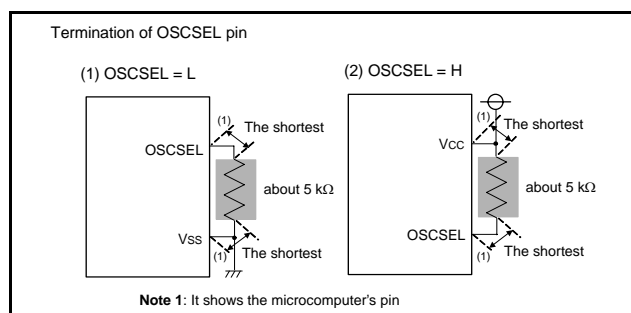 Termination of OSCSEL pin
(1) OSCSEL = L
(1)
The shortest
OSCSEL
about 5 kΩ
VSS
(1)
The shortest
(2) OSCSEL = H
(1)
The shortest
VCC
about 5 kΩ
OSCSEL
(1)
The shortest
Note 1: It shows the microcomputer's pin